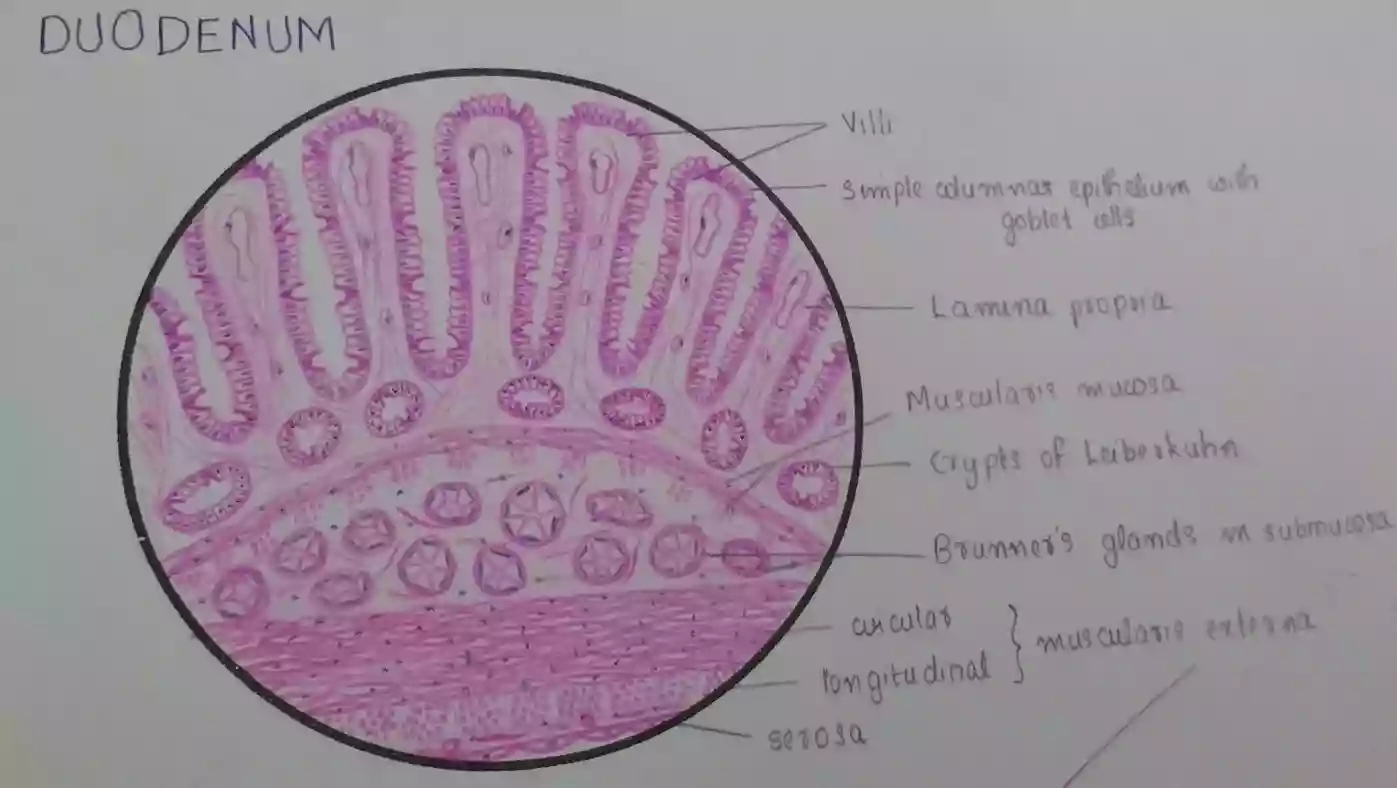 DUODENUM
Villi
simple columnar epithelium with
goblet cells
Lamina propria
Muscularis mucosa
Crypts of Leiberkuhn
Brunner's glands in submucosa
circular
longitudinal } muscularis externa
serosa